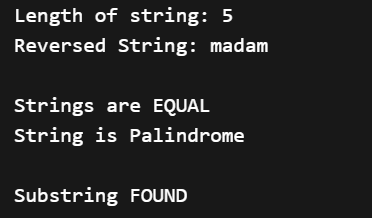 Length of string: 5
Reversed String: madam
Strings are EQUAL
String is Palindrome
Substring FOUND